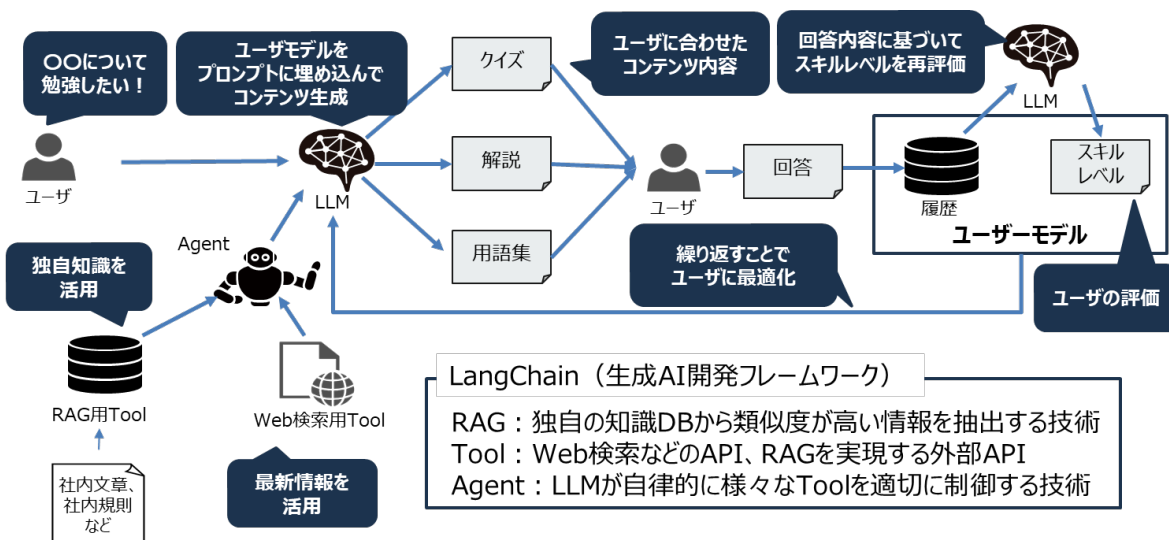 〇〇について
勉強したい！
ユーザモデルを
プロンプトに埋め込んで
コンテンツ生成
クイズ
ユーザに合わせた
コンテンツ内容
回答内容に基づいて
スキルレベルを再評価
LLM
ユーザ
LLM
解説
ユーザ
回答
履歴
スキル
レベル
ユーザーモデル
Agent
用語集
繰り返すことで
ユーザに最適化
ユーザの評価
独自知識を
活用
RAG用Tool
Web検索用Tool
最新情報を
活用
社内文章、
社内規則
など
LangChain（生成AI開発フレームワーク）
RAG：独自の知識DBから類似度が高い情報を抽出する技術
Tool：Web検索などのAPI、RAGを実現する外部API
Agent：LLMが自律的に様々なToolを適切に制御する技術